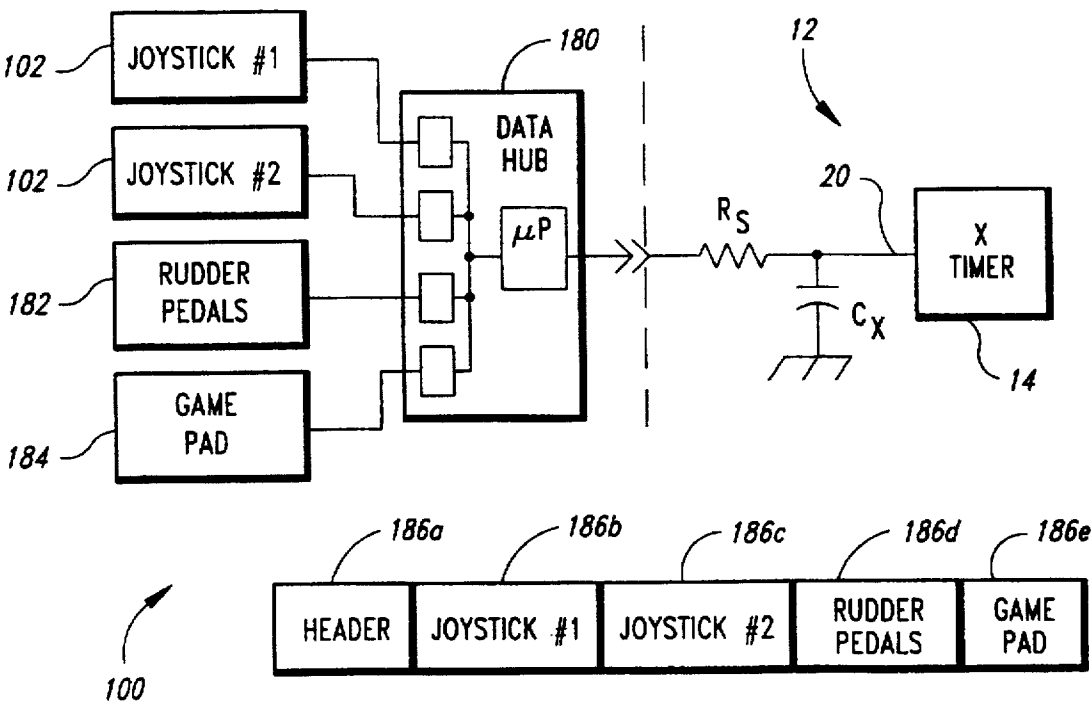 102
JOYSTICK #1
102
JOYSTICK #2
182
RUDDER
PEDALS
184
GAME
PAD
180
DATA
HUB
μP
12
20
R_S
C_X
X
TIMER
14
100
186a
186b
186c
186d
186e
HEADER
JOYSTICK #1
JOYSTICK #2
RUDDER
PEDALS
GAME
PAD